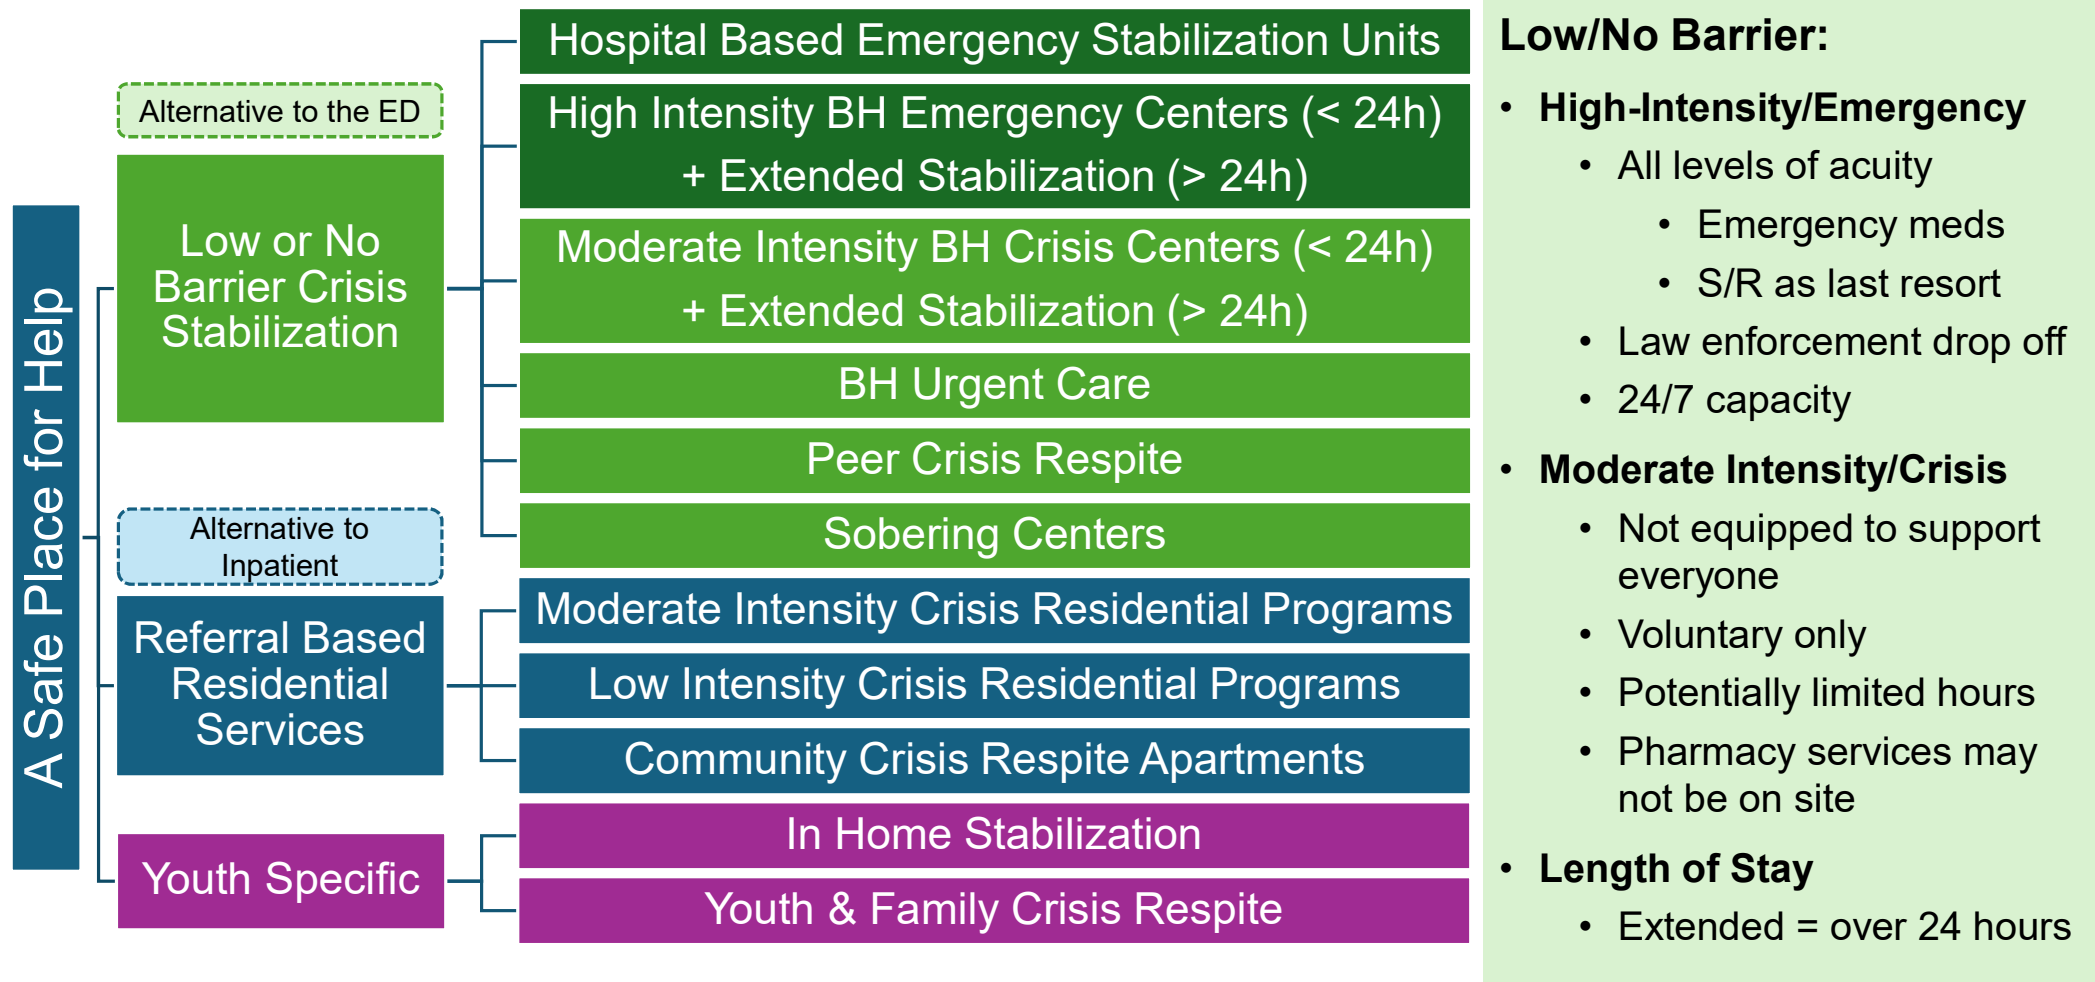 A Safe Place for Help
Alternative to the ED
Low or No
Barrier Crisis
Stabilization
Hospital Based Emergency Stabilization Units
High Intensity BH Emergency Centers (< 24h)
+ Extended Stabilization (> 24h)
Moderate Intensity BH Crisis Centers (< 24h)
+ Extended Stabilization (> 24h)
BH Urgent Care
Peer Crisis Respite
Sobering Centers
Alternative to
Inpatient
Referral Based
Residential
Services
Moderate Intensity Crisis Residential Programs
Low Intensity Crisis Residential Programs
Community Crisis Respite Apartments
Youth Specific
In Home Stabilization
Youth & Family Crisis Respite
Low/No Barrier:
• High-Intensity/Emergency
• All levels of acuity
• Emergency meds
• S/R as last resort
• Law enforcement drop off
• 24/7 capacity
• Moderate Intensity/Crisis
• Not equipped to support
everyone
• Voluntary only
• Potentially limited hours
• Pharmacy services may
not be on site
• Length of Stay
• Extended = over 24 hours